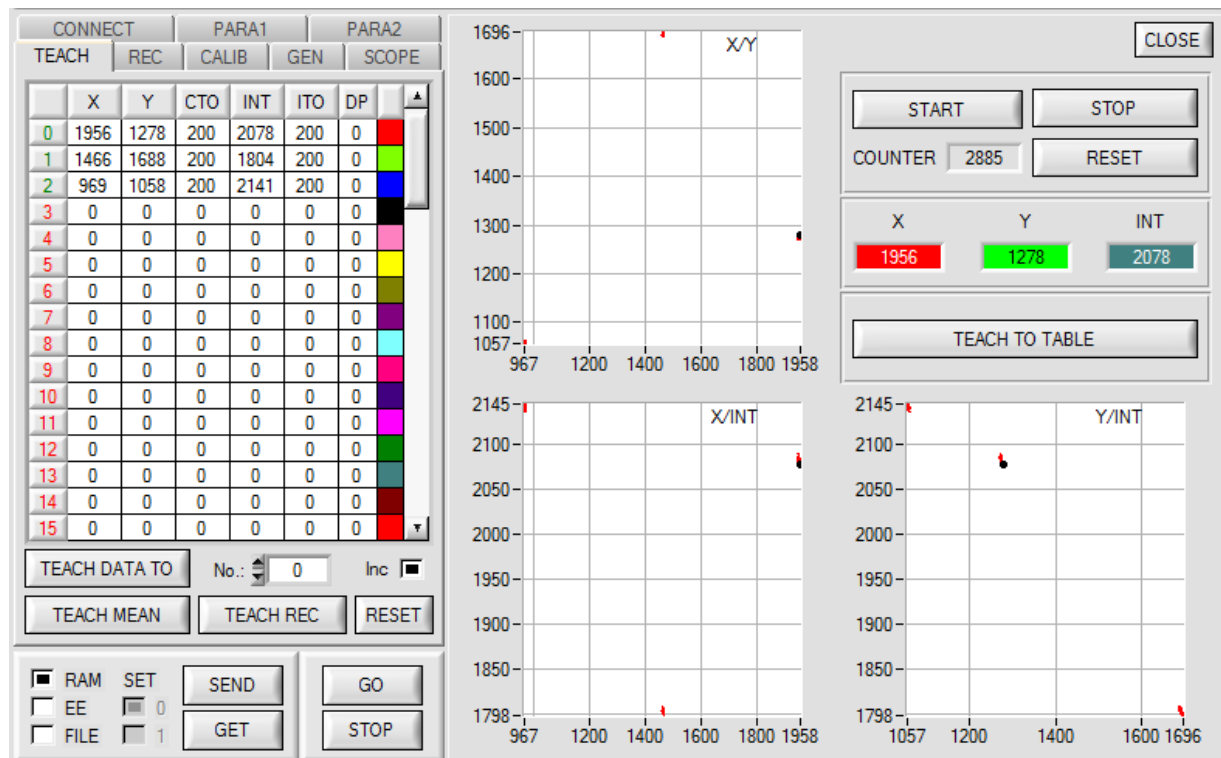 CONNECT PARA1 PARA2
TEACH REC CALIB GEN SCOPE
X Y CTO INT ITO DP
0 1956 1278 200 2078 200 0
1 1466 1688 200 1804 200 0
2 969 1058 200 2141 200 0
3 0 0 0 0 0 0
4 0 0 0 0 0 0
5 0 0 0 0 0 0
6 0 0 0 0 0 0
7 0 0 0 0 0 0
8 0 0 0 0 0 0
9 0 0 0 0 0 0
10 0 0 0 0 0 0
11 0 0 0 0 0 0
12 0 0 0 0 0 0
13 0 0 0 0 0 0
14 0 0 0 0 0 0
15 0 0 0 0 0 0
TEACH DATA TO No.: 0 Inc
TEACH MEAN TEACH REC RESET
RAM SET SEND GO
EE 0
FILE 1 GET STOP
X/Y
1696
1600
1500
1400
1300
1200
1100
1057
967 1200 1400 1600 1800 1958
CLOSE
START STOP
COUNTER 2885 RESET
X Y INT
1956 1278 2078
TEACH TO TABLE
X/INT
2145
2100
2050
2000
1950
1900
1850
1798
967 1200 1400 1600 1800 1958
Y/INT
2145
2100
2050
2000
1950
1900
1850
1798
1057 1200 1400 1600 1696